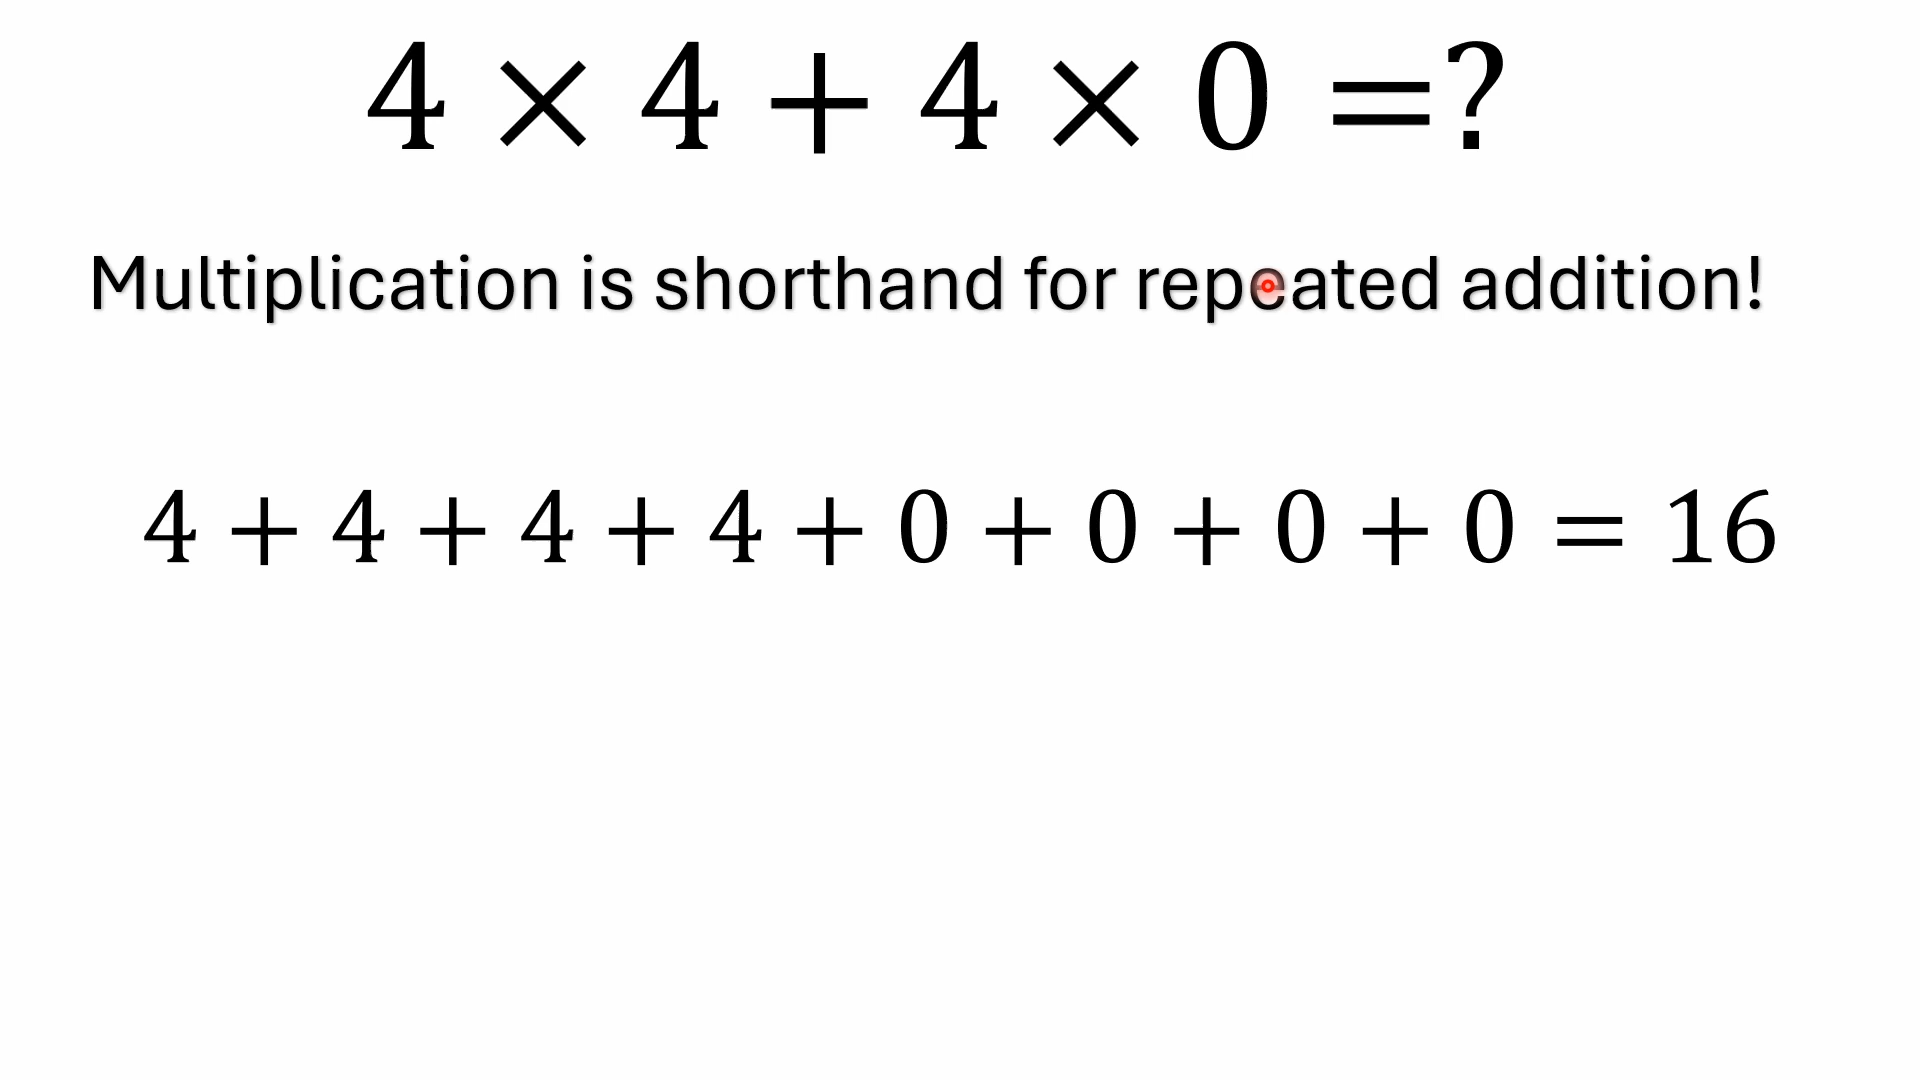 4 × 4 + 4 × 0 =?
Multiplication is shorthand for repeated addition!
4 + 4 + 4 + 4 + 0 + 0 + 0 + 0 = 16